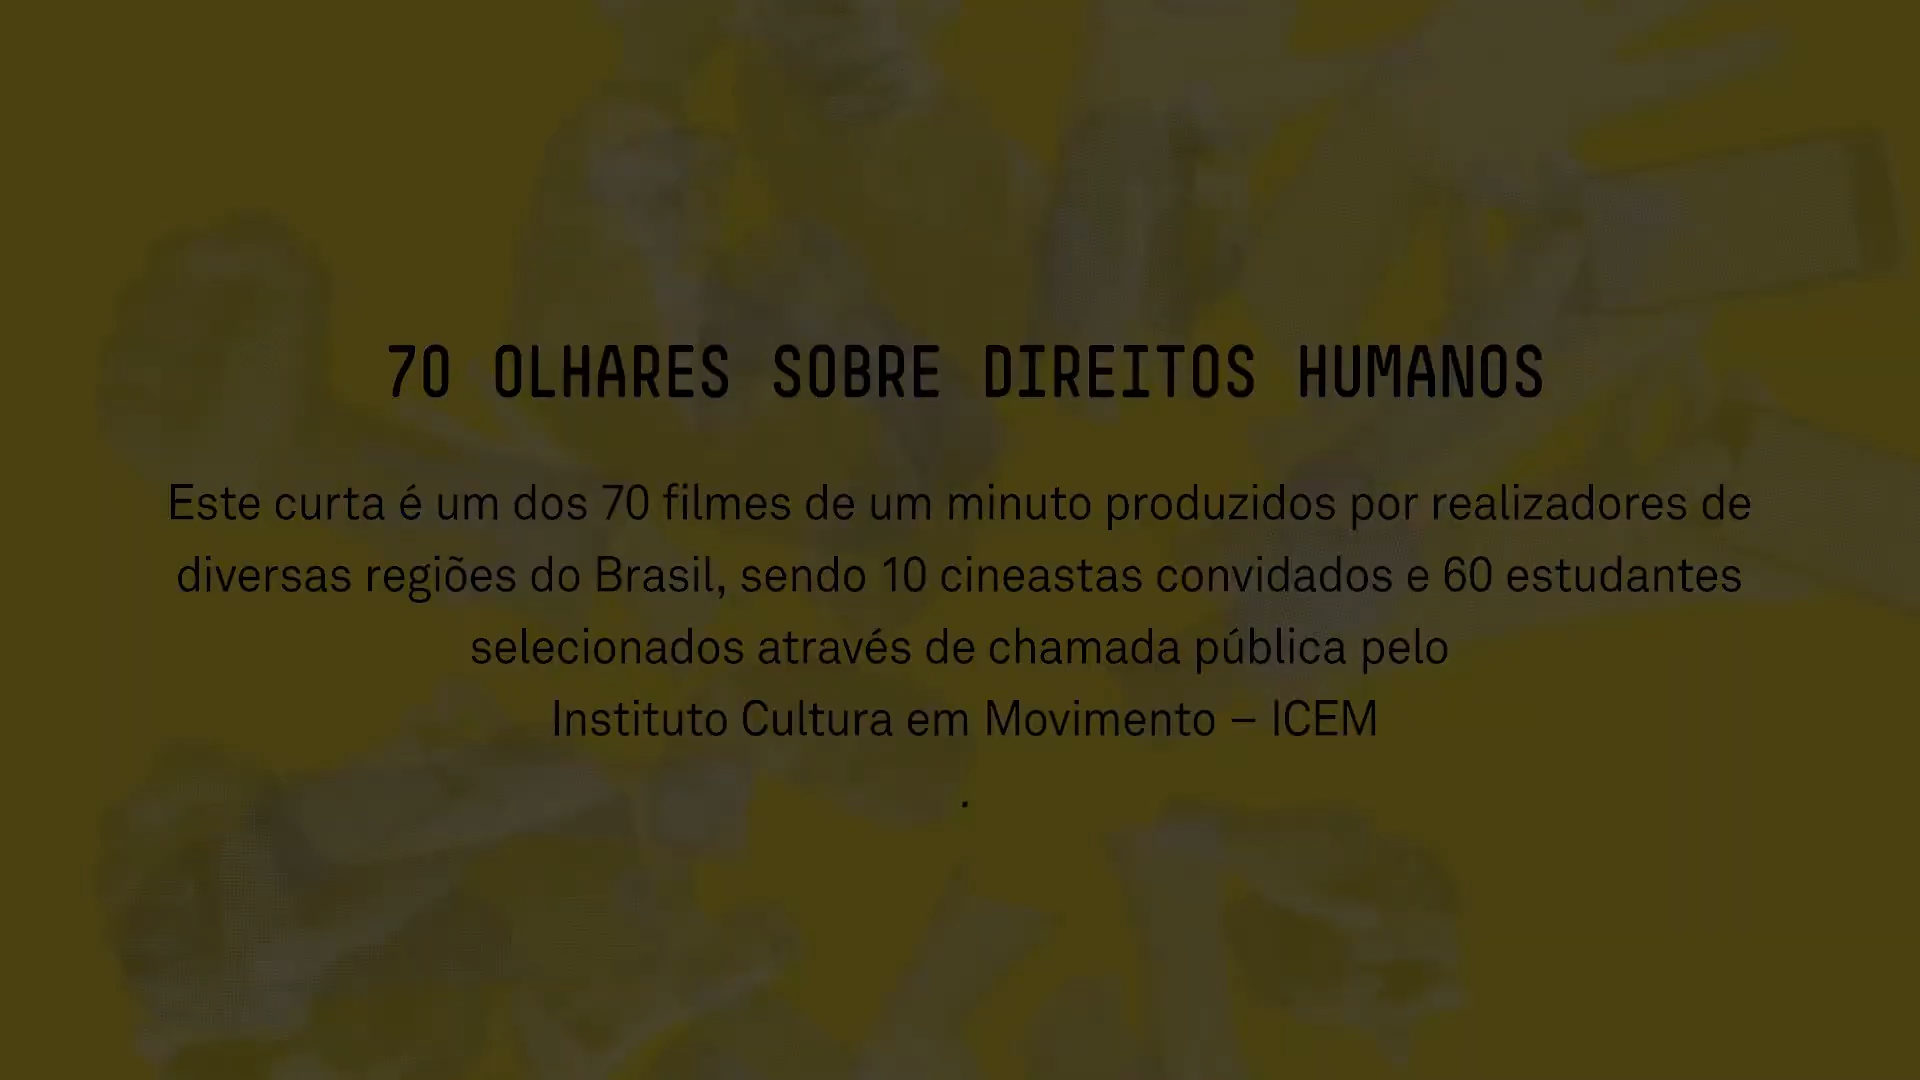 70 OLHARES SOBRE DIREITOS HUMANOS
Este curta é um dos 70 filmes de um minuto produzidos por realizadores de
diversas regiões do Brasil, sendo 10 cineastas convidados e 60 estudantes
selecionados através de chamada pública pelo
Instituto Cultura em Movimento – ICEM
.